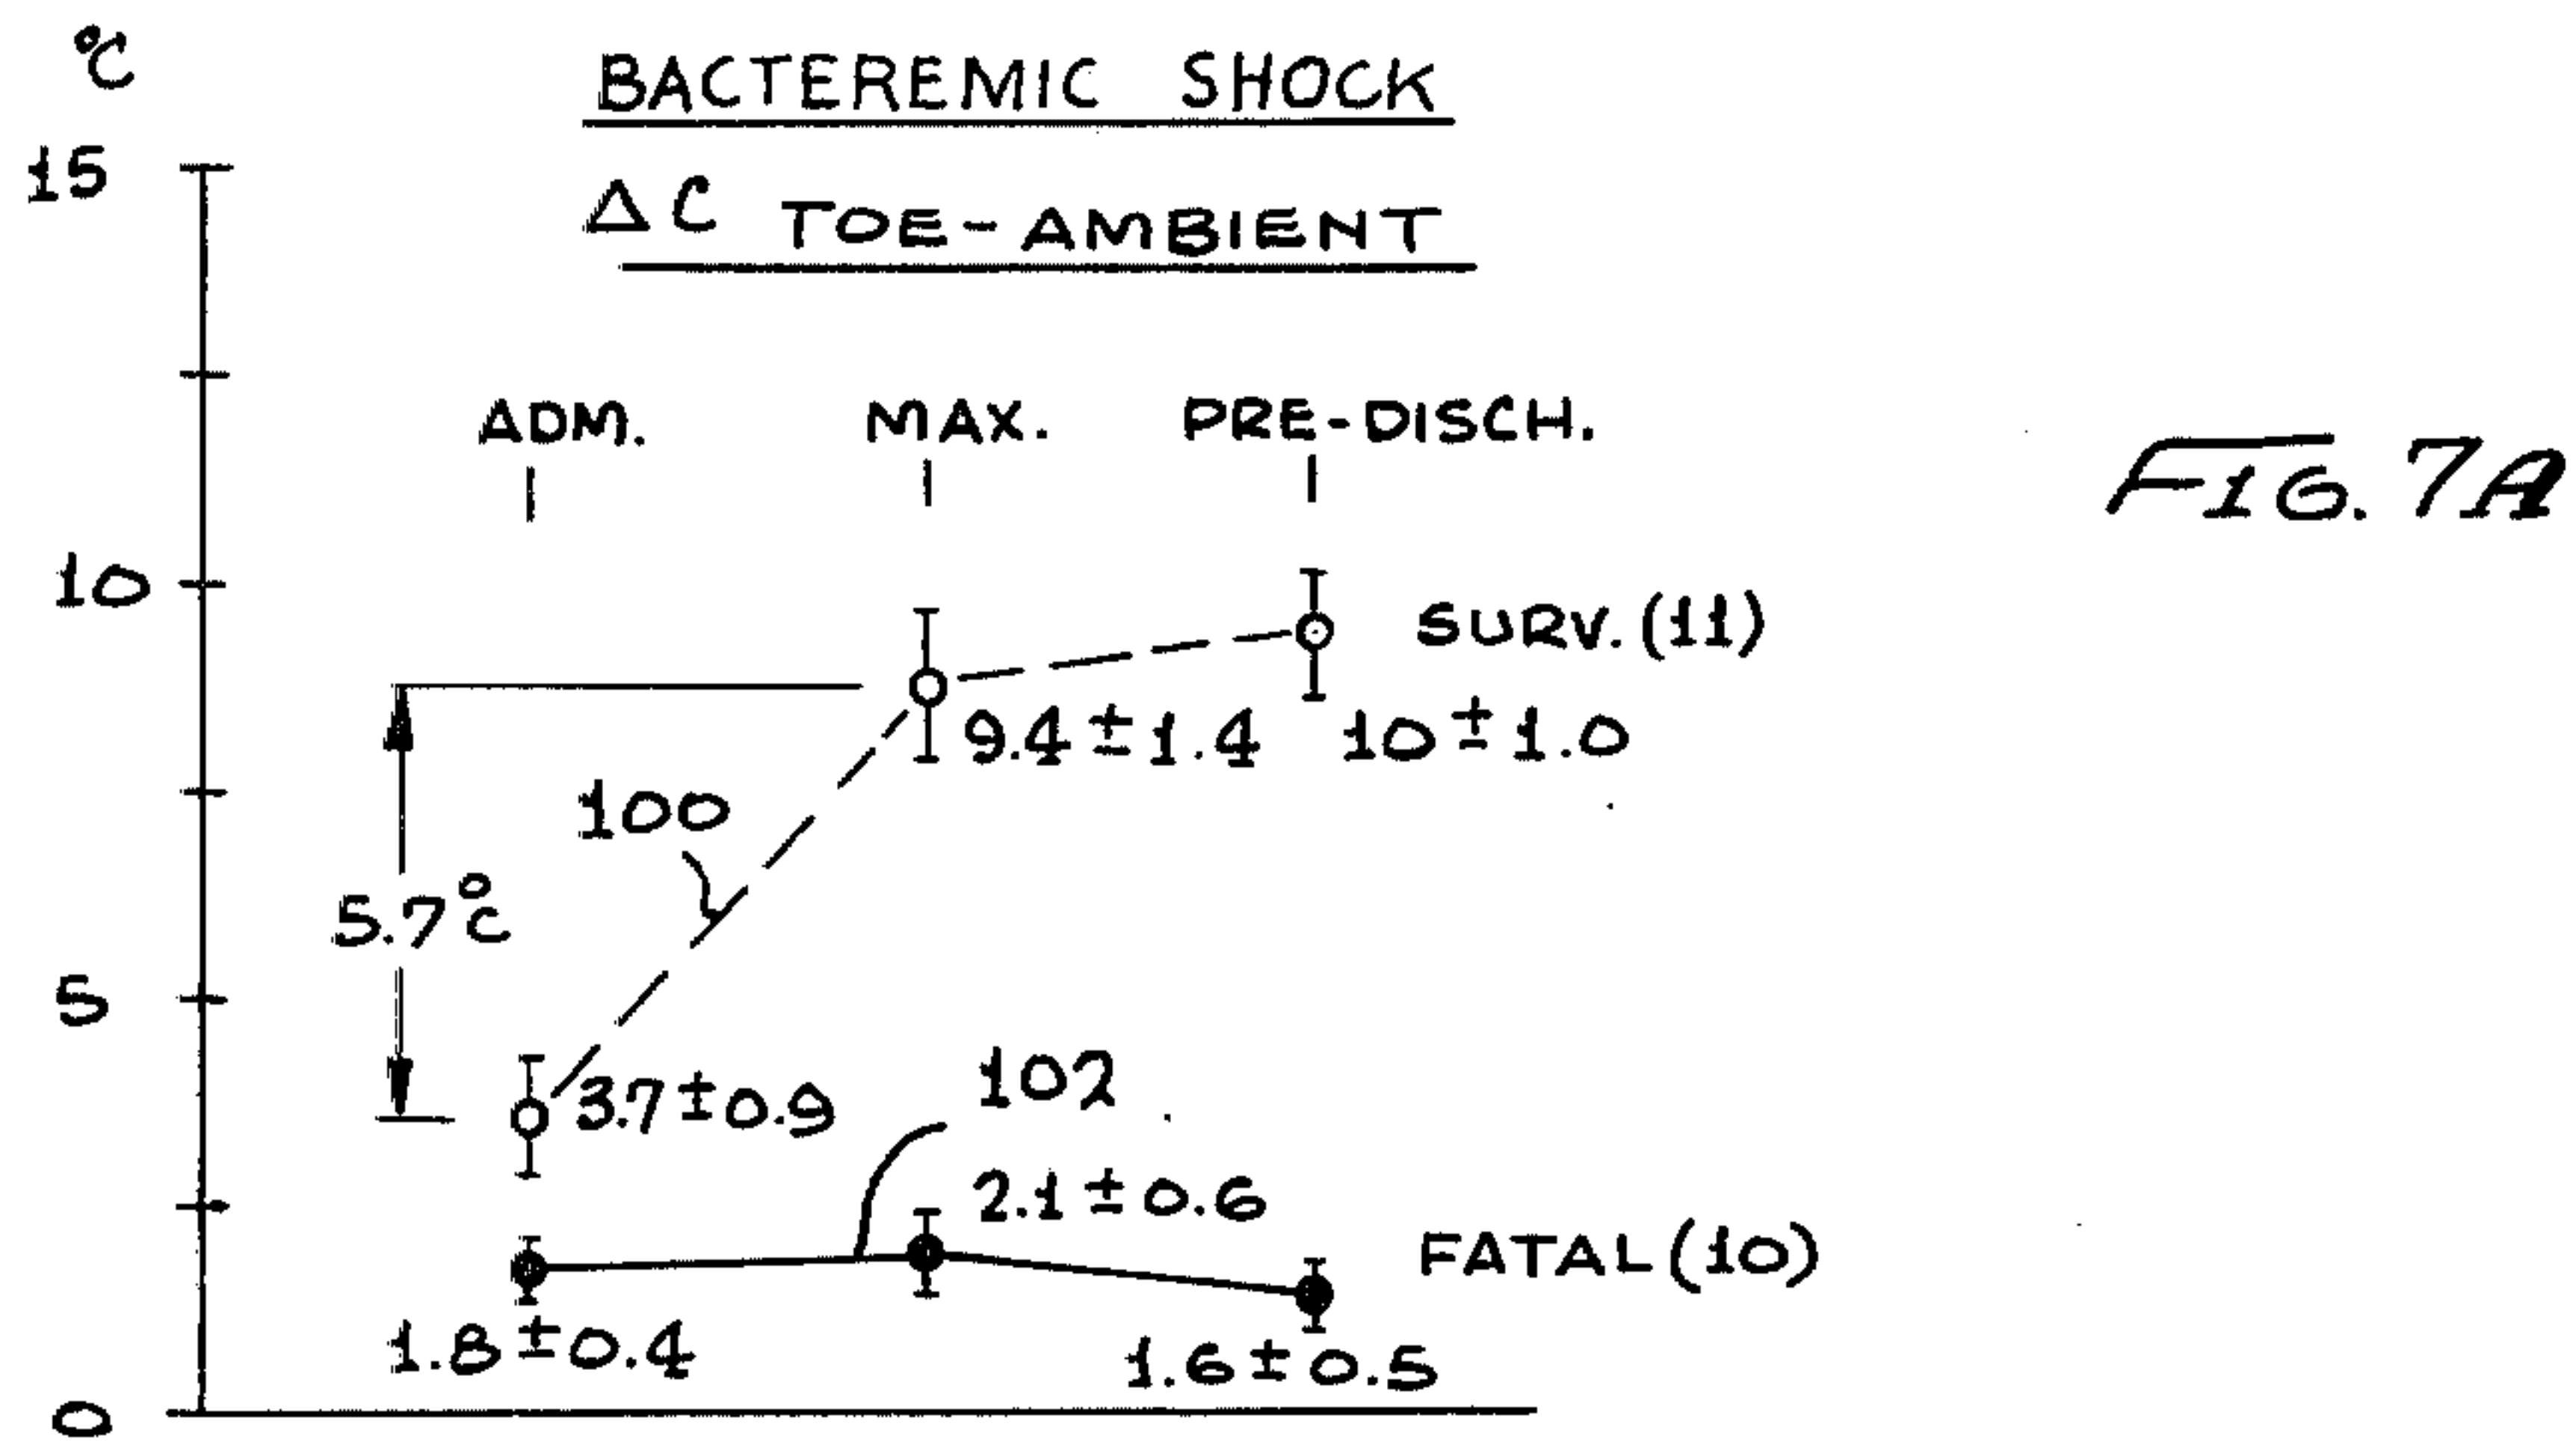 °C
BACTEREMIC SHOCK
15
ΔC TOE-AMBIENT
ADM. MAX. PRE-DISCH.
FIG. 7A
10
SURV. (11)
9.4 ± 1.4 10 ± 1.0
100
5.7°C
5
3.7 ± 0.9
102
2.1 ± 0.6
FATAL (10)
1.8 ± 0.4
1.6 ± 0.5
0